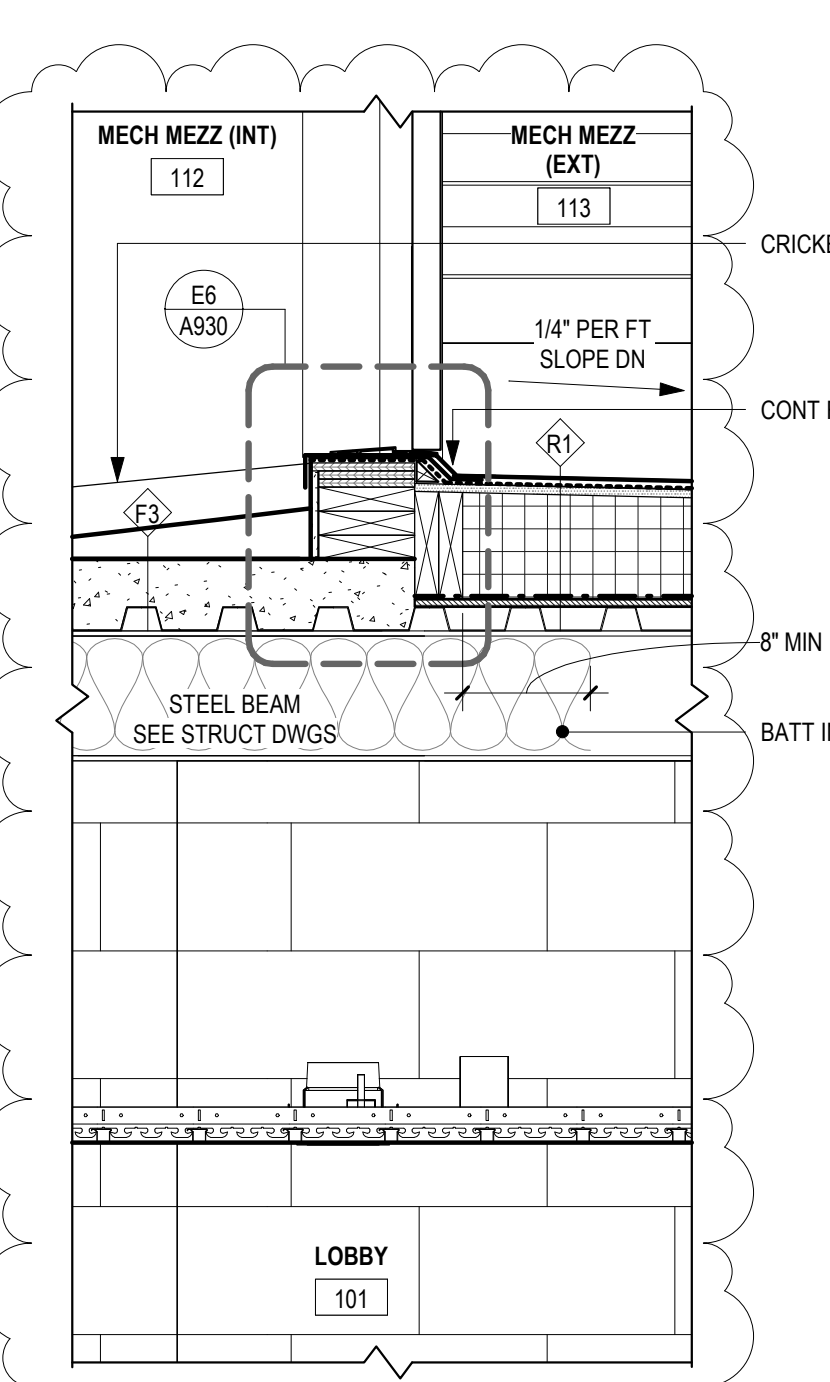 MECH MEZZ (INT)
112
MECH MEZZ
(EXT)
113
E6
A930
1/4" PER FT
SLOPE DN
R1
F3
8" MIN
STEEL BEAM
SEE STRUCT DWGS
CONT
BATT
LOBBY
101